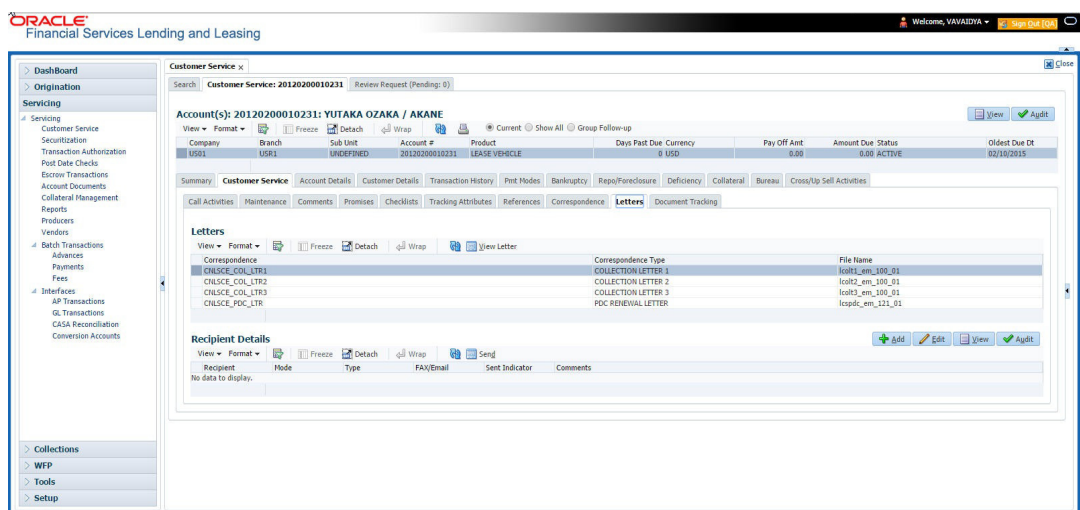 ORACLE
Financial Services Lending and Leasing
Welcome, VAVAIDYA
Sign Out [QA]
Close
DashBoard
Origination
Servicing
Servicing
Customer Service
Securitization
Transaction Authorization
Post Date Checks
Escrow Transactions
Account Documents
Collateral Management
Reports
Producers
Vendors
Batch Transactions
Advances
Payments
Fees
Interfaces
AP Transactions
GL Transactions
CASA Reconciliation
Conversion Accounts
Collections
WFP
Tools
Setup
Customer Service x
Search Customer Service: 20120200010231 Review Request (Pending: 0)
Account(s): 20120200010231: YUTAKA OZAKA / AKANE
View Audit
View Format Freeze Detach Wrap Current Show All Group Follow-up
Company Branch Sub Unit Account # Product Days Past Due Currency Pay Off Amt Amount Due Status Oldest Due Dt
US01 USR1 UNDEFINED 20120200010231 LEASE VEHICLE 0 USD 0.00 0.00 ACTIVE 02/10/2015
Summary Customer Service Account Details Customer Details Transaction History Pmt Modes Bankruptcy Repo/Foreclosure Deficiency Collateral Bureau Cross/Up Sell Activities
Call Activities Maintenance Comments Promises Checklists Tracking Attributes References Correspondence Letters Document Tracking
Letters
View Format Freeze Detach Wrap View Letter
Correspondence Correspondence Type File Name
CNLSCE_COL_LTR1 COLLECTION LETTER 1 lcolt1_em_100_01
CNLSCE_COL_LTR2 COLLECTION LETTER 2 lcolt2_em_100_01
CNLSCE_COL_LTR3 COLLECTION LETTER 3 lcolt3_em_100_01
CNLSCE_PDC_LTR PDC RENEWAL LETTER lcspdc_em_121_01
Recipient Details
Add Edit View Audit
View Format Freeze Detach Wrap Send
Recipient Mode Type FAX/Email Sent Indicator Comments
No data to display.